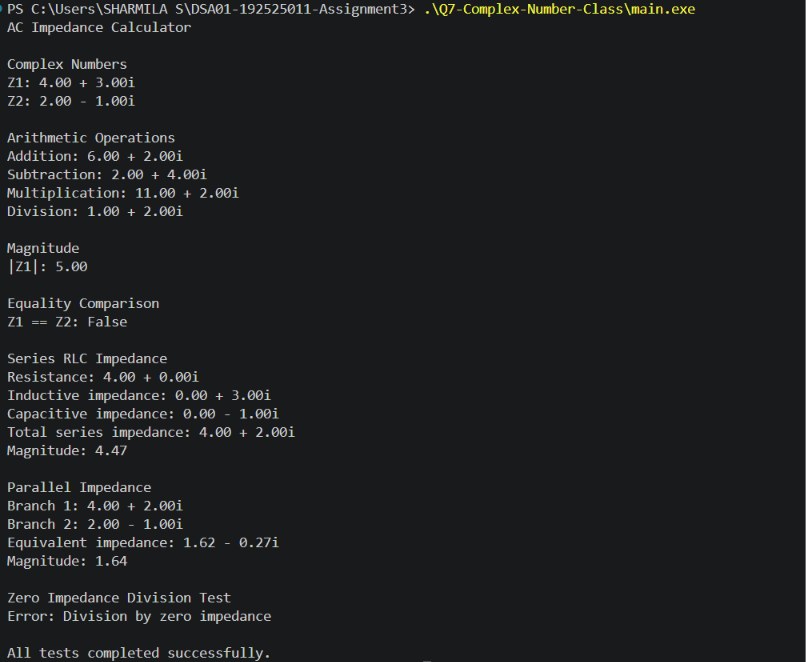 PS C:\Users\SHARMILA S\DSA01-192525011-Assignment3> .\Q7-Complex-Number-Class\main.exe
AC Impedance Calculator
Complex Numbers
Z1: 4.00 + 3.00i
Z2: 2.00 - 1.00i
Arithmetic Operations
Addition: 6.00 + 2.00i
Subtraction: 2.00 + 4.00i
Multiplication: 11.00 + 2.00i
Division: 1.00 + 2.00i
Magnitude
|Z1|: 5.00
Equality Comparison
Z1 == Z2: False
Series RLC Impedance
Resistance: 4.00 + 0.00i
Inductive impedance: 0.00 + 3.00i
Capacitive impedance: 0.00 - 1.00i
Total series impedance: 4.00 + 2.00i
Magnitude: 4.47
Parallel Impedance
Branch 1: 4.00 + 2.00i
Branch 2: 2.00 - 1.00i
Equivalent impedance: 1.62 - 0.27i
Magnitude: 1.64
Zero Impedance Division Test
Error: Division by zero impedance
All tests completed successfully.